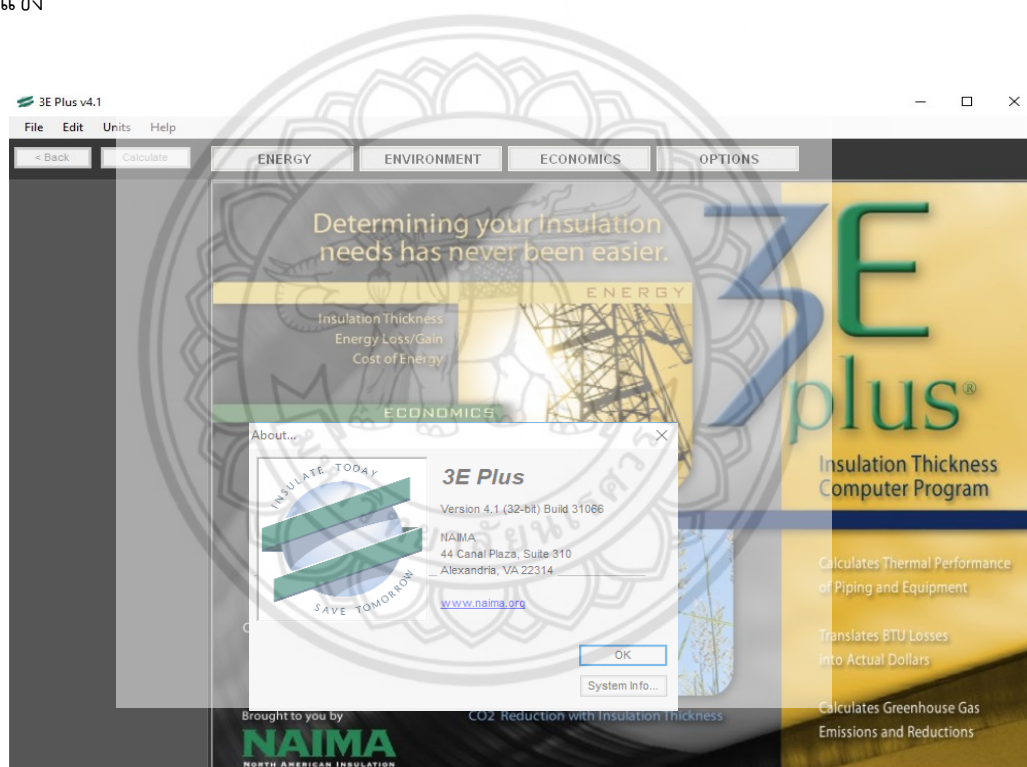 3E Plus v4.1
File Edit Units Help
< Back Calculate ENERGY ENVIRONMENT ECONOMICS OPTIONS
Determining your Insulation
needs has never been easier.
ENERGY
Insulation Thickness
Energy Loss/Gain
Cost of Energy
ECONOMICS
3E
plus®
Insulation Thickness
Computer Program
Calculates Thermal Performance
of Piping and Equipment
Translates BTU Losses
into Actual Dollars
Calculates Greenhouse Gas
Emissions and Reductions
About...
INSULATE TODAY
SAVE TOMORROW
3E Plus
Version 4.1 (32-bit) Build 31066
NAIMA
44 Canal Plaza, Suite 310
Alexandria, VA 22314
www.naima.org
OK
System Info...
Brought to you by
CO2 Reduction with Insulation Thickness
NAIMA
NORTH AMERICAN INSULATION